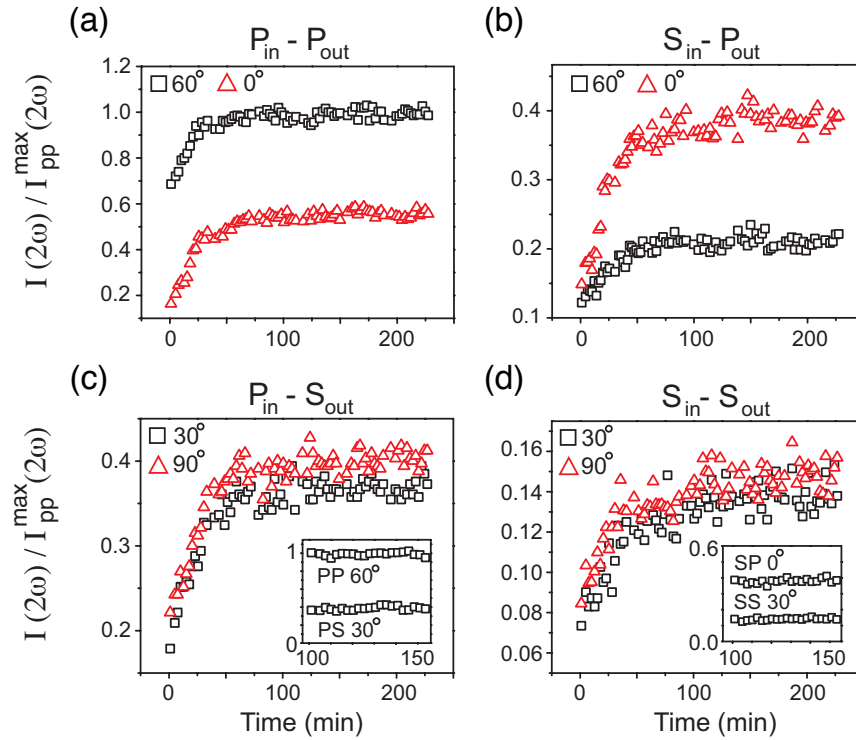 (a)
P_in - P_out
(b)
S_in - P_out
□ 60° △ 0°
□ 60° △ 0°
I (2ω) / I_pp^max (2ω)
1.2
1.0
0.8
0.6
0.4
0.2
0 100 200
0.4
0.3
0.2
0.1
0 100 200
(c)
P_in - S_out
(d)
S_in - S_out
□ 30°
△ 90°
□ 30°
△ 90°
I (2ω) / I_pp^max (2ω)
0.4
0.3
0.2
1
PP 60°
PS 30°
0
100 150
0 100 200
Time (min)
0.16
0.14
0.12
0.10
0.08
0.06
0.6
SP 0°
SS 30°
0.0
100 150
0 100 200
Time (min)